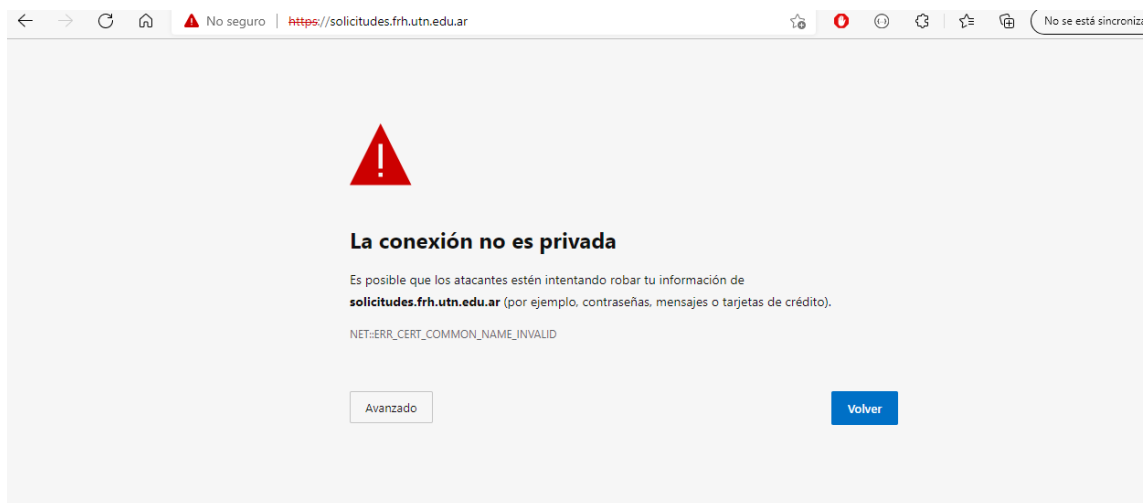 No seguro https://solicitudes.frh.utn.edu.ar No se está sincroniza
La conexión no es privada
Es posible que los atacantes estén intentando robar tu información de
solicitudes.frh.utn.edu.ar (por ejemplo, contraseñas, mensajes o tarjetas de crédito).
NET::ERR_CERT_COMMON_NAME_INVALID
Avanzado Volver